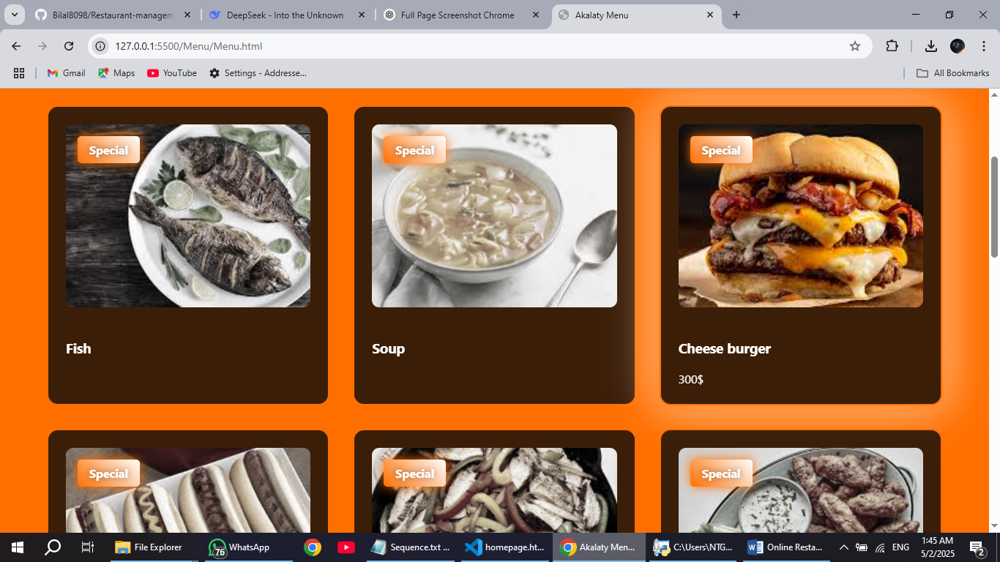 Bilal8098/Restaurant-managem
DeepSeek - Into the Unknown
Full Page Screenshot Chrome
Akalaty Menu
127.0.0.1:5500/Menu/Menu.html
Gmail
Maps
YouTube
Settings - Addresse...
All Bookmarks
Special
Special
Special
Fish
Soup
Cheese burger
300$
Special
Special
Special
File Explorer
76
WhatsApp
Sequence.txt ...
homepage.ht...
Akalaty Men...
C:\Users\NTG...
Online Resta...
ENG
1:45 AM
5/2/2025
2